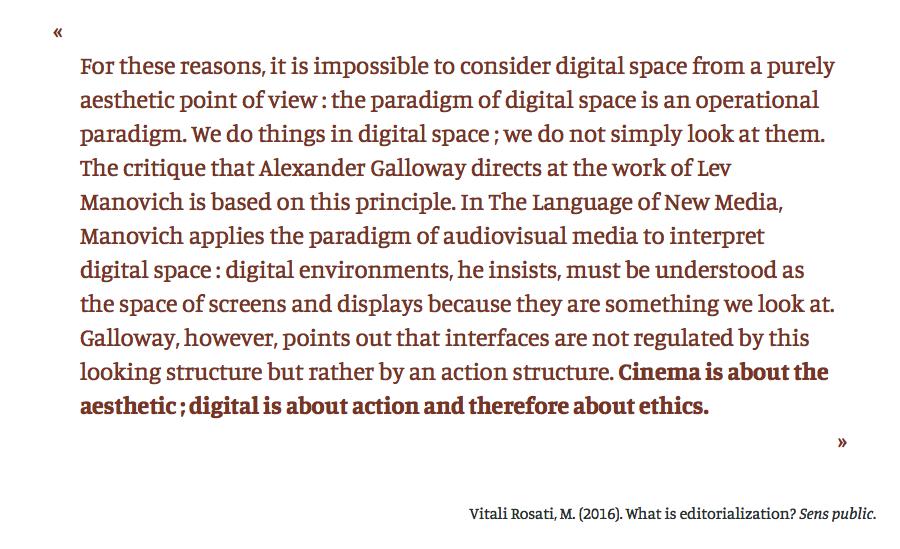 «
For these reasons, it is impossible to consider digital space from a purely
aesthetic point of view : the paradigm of digital space is an operational
paradigm. We do things in digital space ; we do not simply look at them.
The critique that Alexander Galloway directs at the work of Lev
Manovich is based on this principle. In The Language of New Media,
Manovich applies the paradigm of audiovisual media to interpret
digital space : digital environments, he insists, must be understood as
the space of screens and displays because they are something we look at.
Galloway, however, points out that interfaces are not regulated by this
looking structure but rather by an action structure. Cinema is about the
aesthetic ; digital is about action and therefore about ethics.
»
Vitali Rosati, M. (2016). What is editorialization? Sens public.